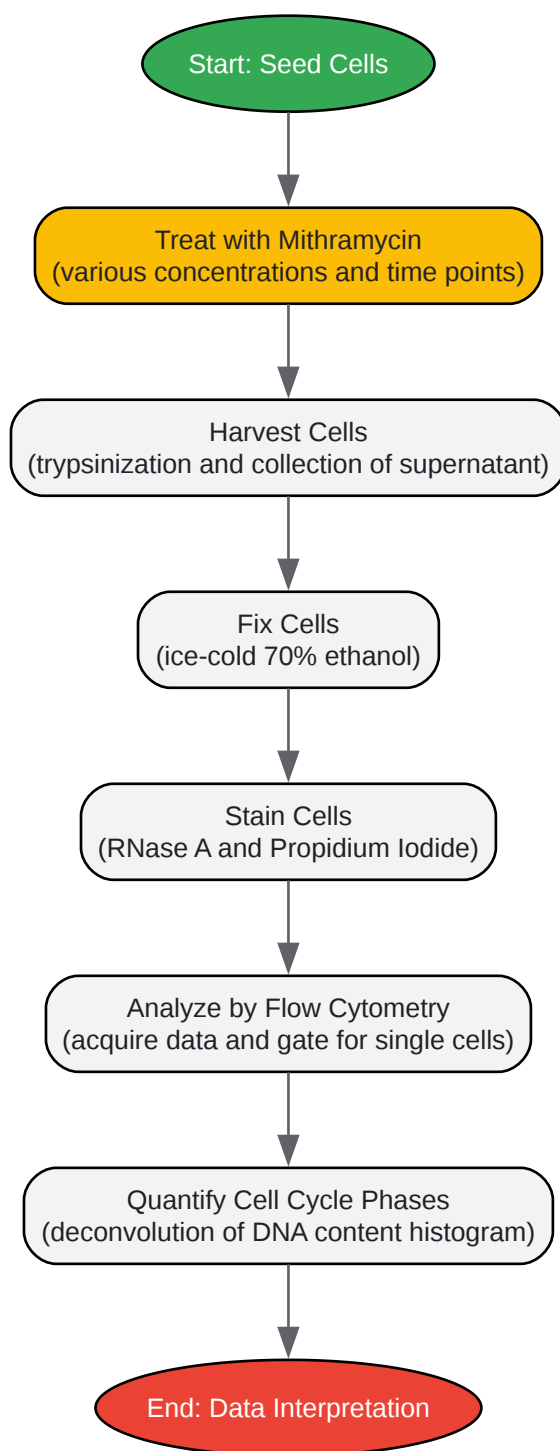 Start: Seed Cells
Treat with Mithramycin
(various concentrations and time points)
Harvest Cells
(trypsinization and collection of supernatant)
Fix Cells
(ice-cold 70% ethanol)
Stain Cells
(RNase A and Propidium Iodide)
Analyze by Flow Cytometry
(acquire data and gate for single cells)
Quantify Cell Cycle Phases
(deconvolution of DNA content histogram)
End: Data Interpretation